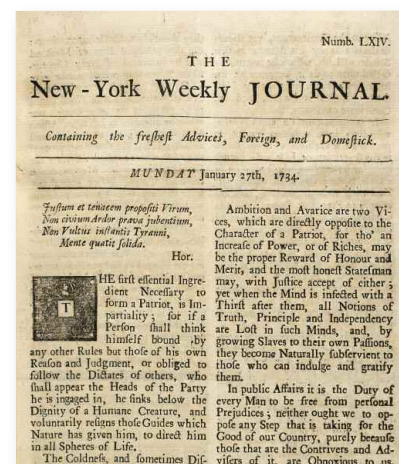 Numb. LXIV.
THE
New-York Weekly JOURNAL.
Containing the freſheſt Advices, Foreign, and Domeſtick.
MUNDAY January 27th, 1734.
Juſtum et tenacem propoſiti Virum,
Non civium Ardor prava jubentium,
Non Vultus inſtantis Tyranni,
Mente quatit ſolida.
Hor.
THE firſt eſſential Ingre-
dient Neceſſary to
form a Patriot, is Im-
partiality; for if a
Perſon ſhall think
himſelf bound by
any other Rules but thoſe of his own
Reaſon and Judgment, or obliged to
follow the Dictates of others, who
ſhall appear the Heads of the Party
he is ingaged in, he ſinks below the
Dignity of a Humane Creature, and
voluntarily reſigns thoſe Guides which
Nature has given him, to direct him
in all Spheres of Life.
The Coldneſs, and ſometimes Diſ-
Ambition and Avarice are two Vi-
ces, which are directly oppoſite to the
Character of a Patriot, for tho' an
Increaſe of Power, or of Riches, may
be the proper Reward of Honour and
Merit, and the moſt honeſt Stateſman
may, with Juſtice accept of either;
yet when the Mind is infected with a
Thirſt after them, all Notions of
Truth, Principle and Independency
are Loſt in ſuch Minds, and, by
growing Slaves to their own Paſſions,
they become Naturally ſubſervient to
thoſe who can indulge and gratify
them.
In public Affairs it is the Duty of
every Man to be free from perſonal
Prejudices; neither ought we to op-
poſe any Step that is taking for the
Good of our Country, purely becauſe
thoſe that are the Contrivers and Ad-
viſers of it, are Obnoxious to us.